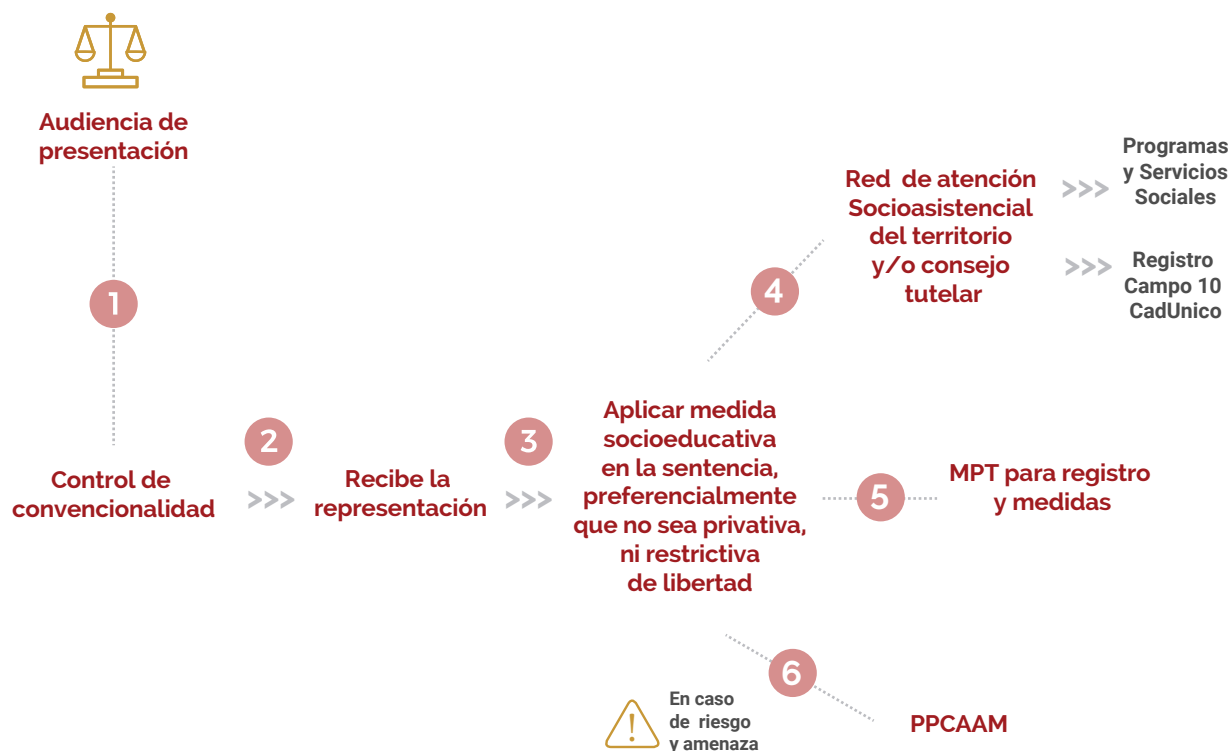 Audiencia de
presentación
1
Control de
convencionalidad
2
>>>
Recibe la
representación
3
>>>
Aplicar medida
socioeducativa
en la sentencia,
preferencialmente
que no sea privativa,
ni restrictiva
de libertad
4
Red de atención
Socioasistencial
del territorio
y/o consejo
tutelar
>>>
Programas
y Servicios
Sociales
>>>
Registro
Campo 10
CadUnico
5
MPT para registro
y medidas
6
En caso
de riesgo
y amenaza
PPCAAM